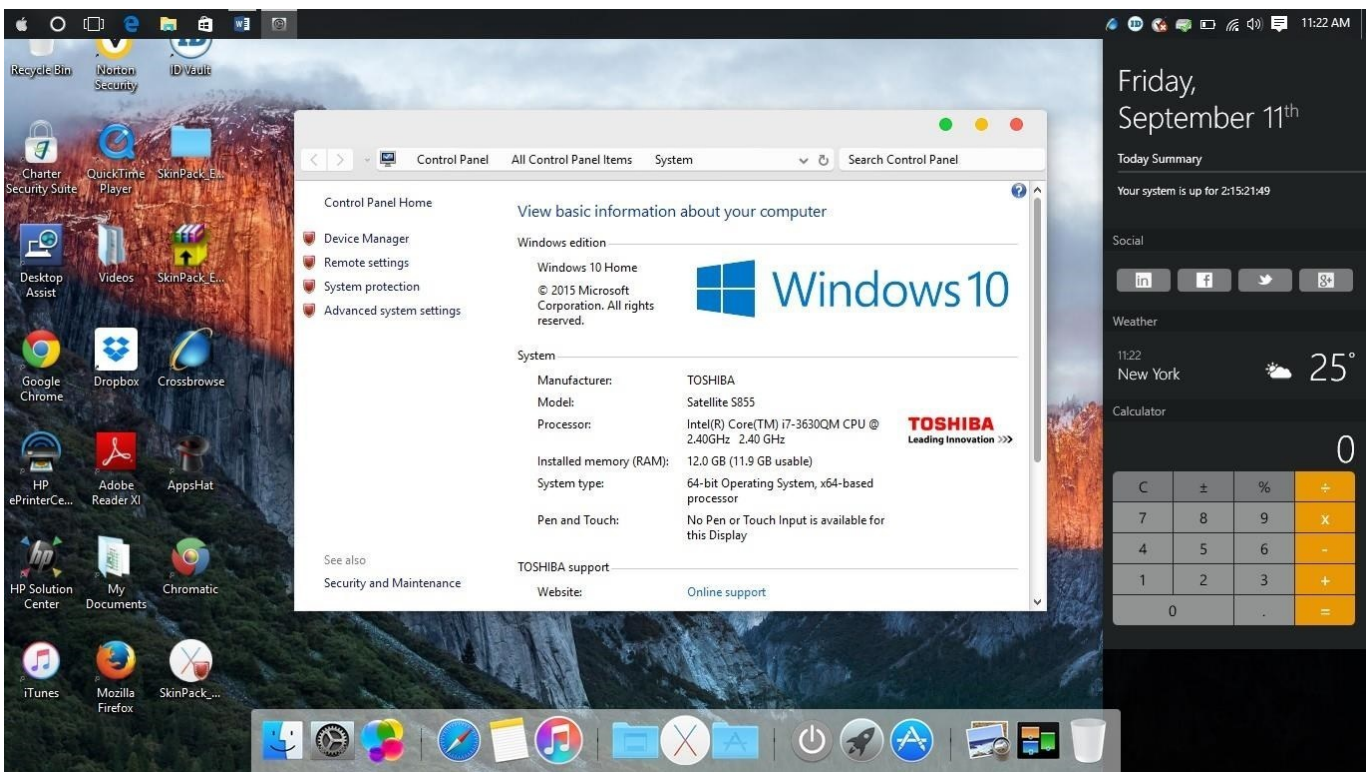 11:22 AM
Recycle Bin
Norton
Security
ID Vault
Charter
Security Suite
QuickTime
Player
SkinPack_E...
Desktop
Assist
Videos
SkinPack_E...
Google
Chrome
Dropbox
Crossbrowse
HP
ePrinterCe...
Adobe
Reader XI
AppsHat
HP Solution
Center
My
Documents
Chromatic
iTunes
Mozilla
Firefox
SkinPack_...
Control Panel All Control Panel Items System
Search Control Panel
Control Panel Home
Device Manager
Remote settings
System protection
Advanced system settings
See also
Security and Maintenance
View basic information about your computer
Windows edition
Windows 10 Home
© 2015 Microsoft
Corporation. All rights
reserved.
Windows 10
System
Manufacturer: TOSHIBA
Model: Satellite S855
Processor: Intel(R) Core(TM) i7-3630QM CPU @
2.40GHz 2.40 GHz
TOSHIBA
Leading Innovation >>>
Installed memory (RAM): 12.0 GB (11.9 GB usable)
System type: 64-bit Operating System, x64-based
processor
Pen and Touch: No Pen or Touch Input is available for
this Display
TOSHIBA support
Website: Online support
Friday,
September 11th
Today Summary
Your system is up for 2:15:21:49
Social
in f g+
Weather
11:22
New York
25°
Calculator
0
C ± % ÷
7 8 9 x
4 5 6 -
1 2 3 +
0 . =